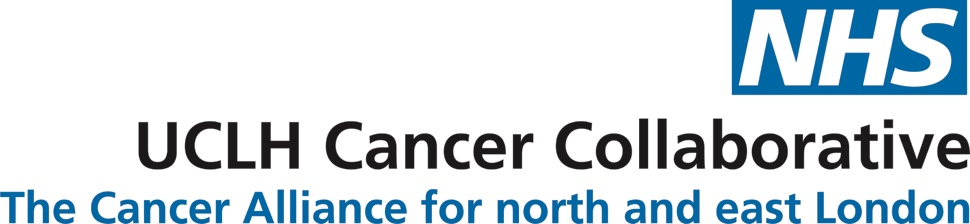 NHS
UCLH Cancer Collaborative
The Cancer Alliance for north and east London